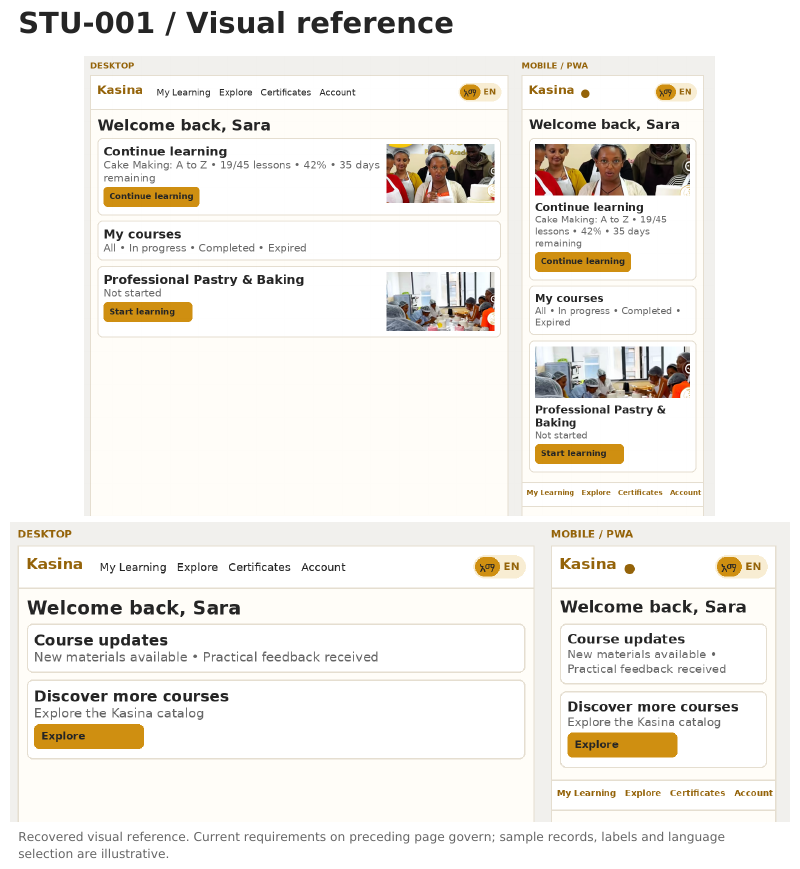 STU-001 / Visual reference
DESKTOP
Kasina My Learning Explore Certificates Account አማ EN
Welcome back, Sara
Continue learning
Cake Making: A to Z • 19/45 lessons • 42% • 35 days
remaining
Continue learning
My courses
All • In progress • Completed • Expired
Professional Pastry & Baking
Not started
Start learning
MOBILE / PWA
Kasina አማ EN
Welcome back, Sara
Continue learning
Cake Making: A to Z • 19/45
lessons • 42% • 35 days
remaining
Continue learning
My courses
All • In progress • Completed •
Expired
Professional Pastry &
Baking
Not started
Start learning
My Learning Explore Certificates Account
DESKTOP
Kasina My Learning Explore Certificates Account አማ EN
Welcome back, Sara
Course updates
New materials available • Practical feedback received
Discover more courses
Explore the Kasina catalog
Explore
MOBILE / PWA
Kasina አማ EN
Welcome back, Sara
Course updates
New materials available •
Practical feedback received
Discover more courses
Explore the Kasina catalog
Explore
My Learning Explore Certificates Account
Recovered visual reference. Current requirements on preceding page govern; sample records, labels and language
selection are illustrative.